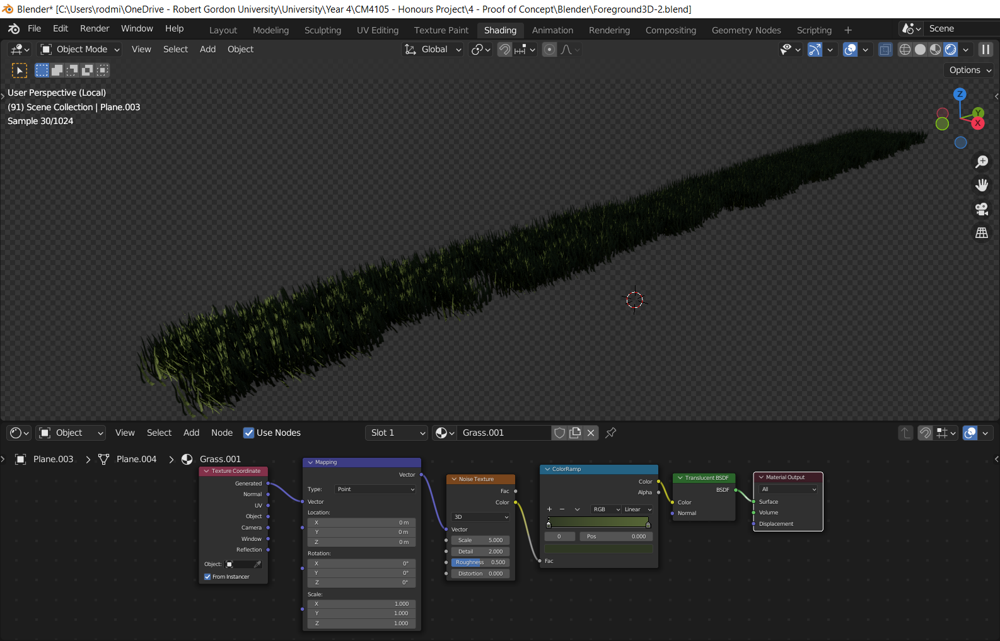 Blender* [C:\Users\rodmi\OneDrive - Robert Gordon University\University\Year 4\CM4105 - Honours Project\4 - Proof of Concept\Blender\Foreground3D-2.blend]
File Edit Render Window Help Layout Modeling Sculpting UV Editing Texture Paint Shading Animation Rendering Compositing Geometry Nodes Scripting + Scene
Object Mode View Select Add Object Global
Options
User Perspective (Local)
(91) Scene Collection | Plane.003
Sample 30/1024
Z
Y
X
Object View Select Add Node Use Nodes Slot 1 Grass.001
Plane.003 > Plane.004 > Grass.001
Texture Coordinate
Generated
Normal
UV
Object
Camera
Window
Reflection
Object:
From Instancer
Mapping
Vector
Type: Point
Vector
Location:
X 0 m
Y 0 m
Z 0 m
Rotation:
X 0°
Y 0°
Z 0°
Scale:
X 1.000
Y 1.000
Z 1.000
Noise Texture
Fac
Color
3D
Vector
Scale 5.000
Detail 2.000
Roughness 0.500
Distortion 0.000
ColorRamp
Color
Alpha
+ − RGB Linear
0 Pos 0.000
Fac
Translucent BSDF
BSDF
Color
Normal
Material Output
All
Surface
Volume
Displacement